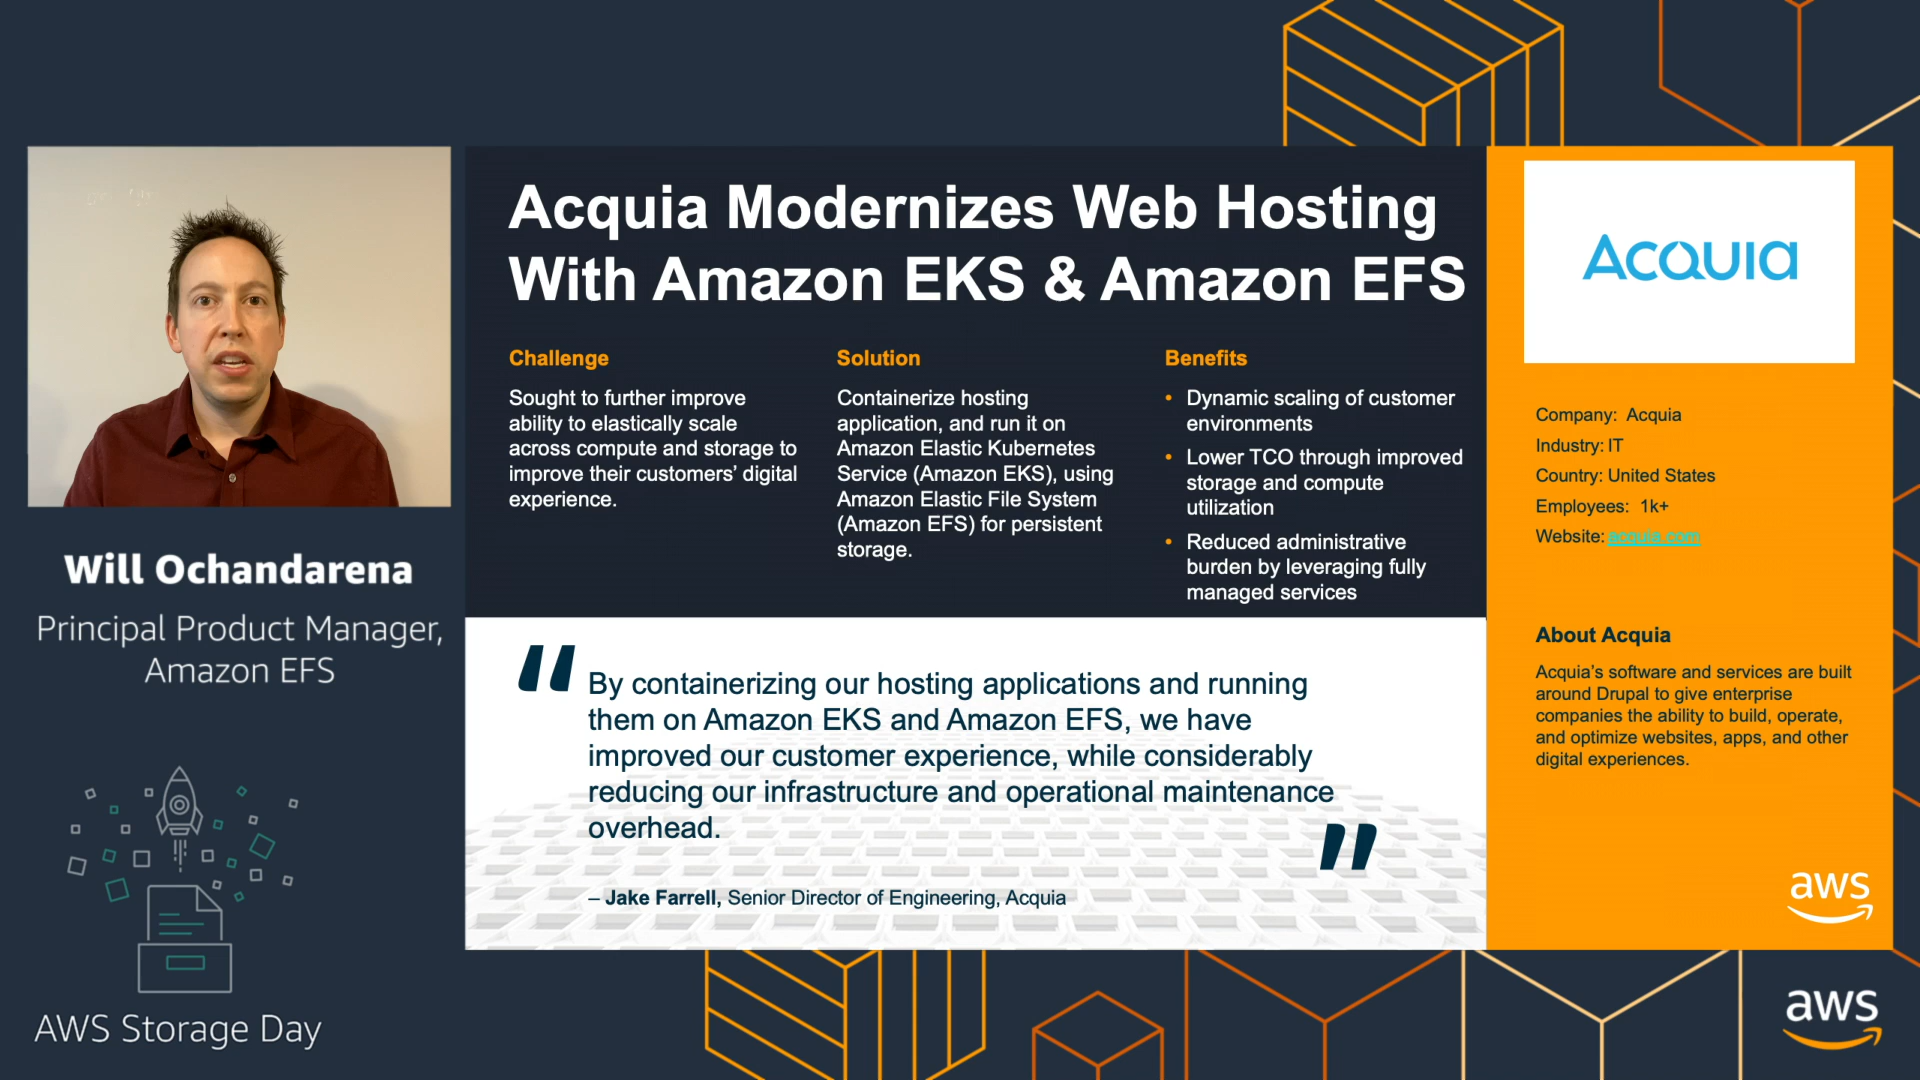 Acquia Modernizes Web Hosting
With Amazon EKS & Amazon EFS
Challenge
Sought to further improve
ability to elastically scale
across compute and storage to
improve their customers’ digital
experience.
Solution
Containerize hosting
application, and run it on
Amazon Elastic Kubernetes
Service (Amazon EKS), using
Amazon Elastic File System
(Amazon EFS) for persistent
storage.
Benefits
• Dynamic scaling of customer
environments
• Lower TCO through improved
storage and compute
utilization
• Reduced administrative
burden by leveraging fully
managed services
“ By containerizing our hosting applications and running
them on Amazon EKS and Amazon EFS, we have
improved our customer experience, while considerably
reducing our infrastructure and operational maintenance
overhead. ”
– Jake Farrell, Senior Director of Engineering, Acquia
Acquia
Company: Acquia
Industry: IT
Country: United States
Employees: 1k+
Website: acquia.com
About Acquia
Acquia’s software and services are built
around Drupal to give enterprise
companies the ability to build, operate,
and optimize websites, apps, and other
digital experiences.
aws
Will Ochandarena
Principal Product Manager,
Amazon EFS
AWS Storage Day
aws